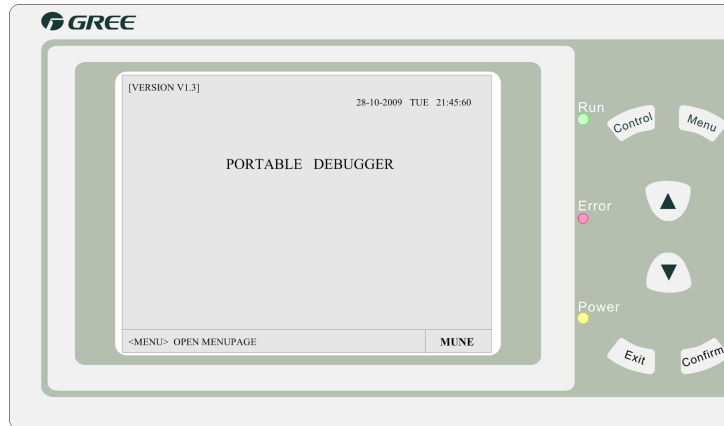 GREE
[VERSION V1.3]
28-10-2009 TUE 21:45:60
PORTABLE DEBUGGER
<MENU> OPEN MENUPAGE
MUNE
Run
Control
Menu
Error
Power
Exit
Confirm